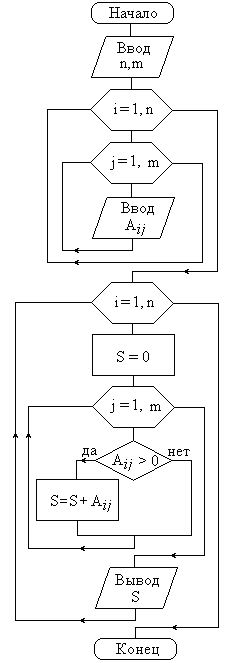 Начало
Ввод
n,m
i=1,n
j=1, m
Ввод
Aij
i=1,n
S=0
j=1, m
да
Aij > 0
нет
S=S+Aij
Вывод
S
Конец